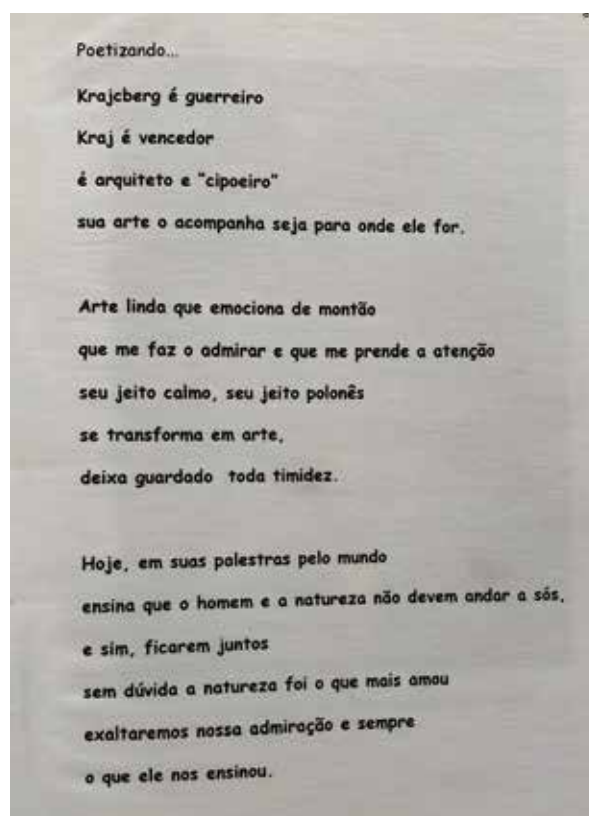 Poetizando...
Krajcberg é guerreiro
Kraj é vencedor
é arquiteto e "cipoeiro"
sua arte o acompanha seja para onde ele for.
Arte linda que emociona de montão
que me faz o admirar e que me prende a atenção
seu jeito calmo, seu jeito polonês
se transforma em arte,
deixa guardado toda timidez.
Hoje, em suas palestras pelo mundo
ensina que o homem e a natureza não devem andar a sós,
e sim, ficarem juntos
sem dúvida a natureza foi o que mais amou
exaltaremos nossa admiração e sempre
o que ele nos ensinou.